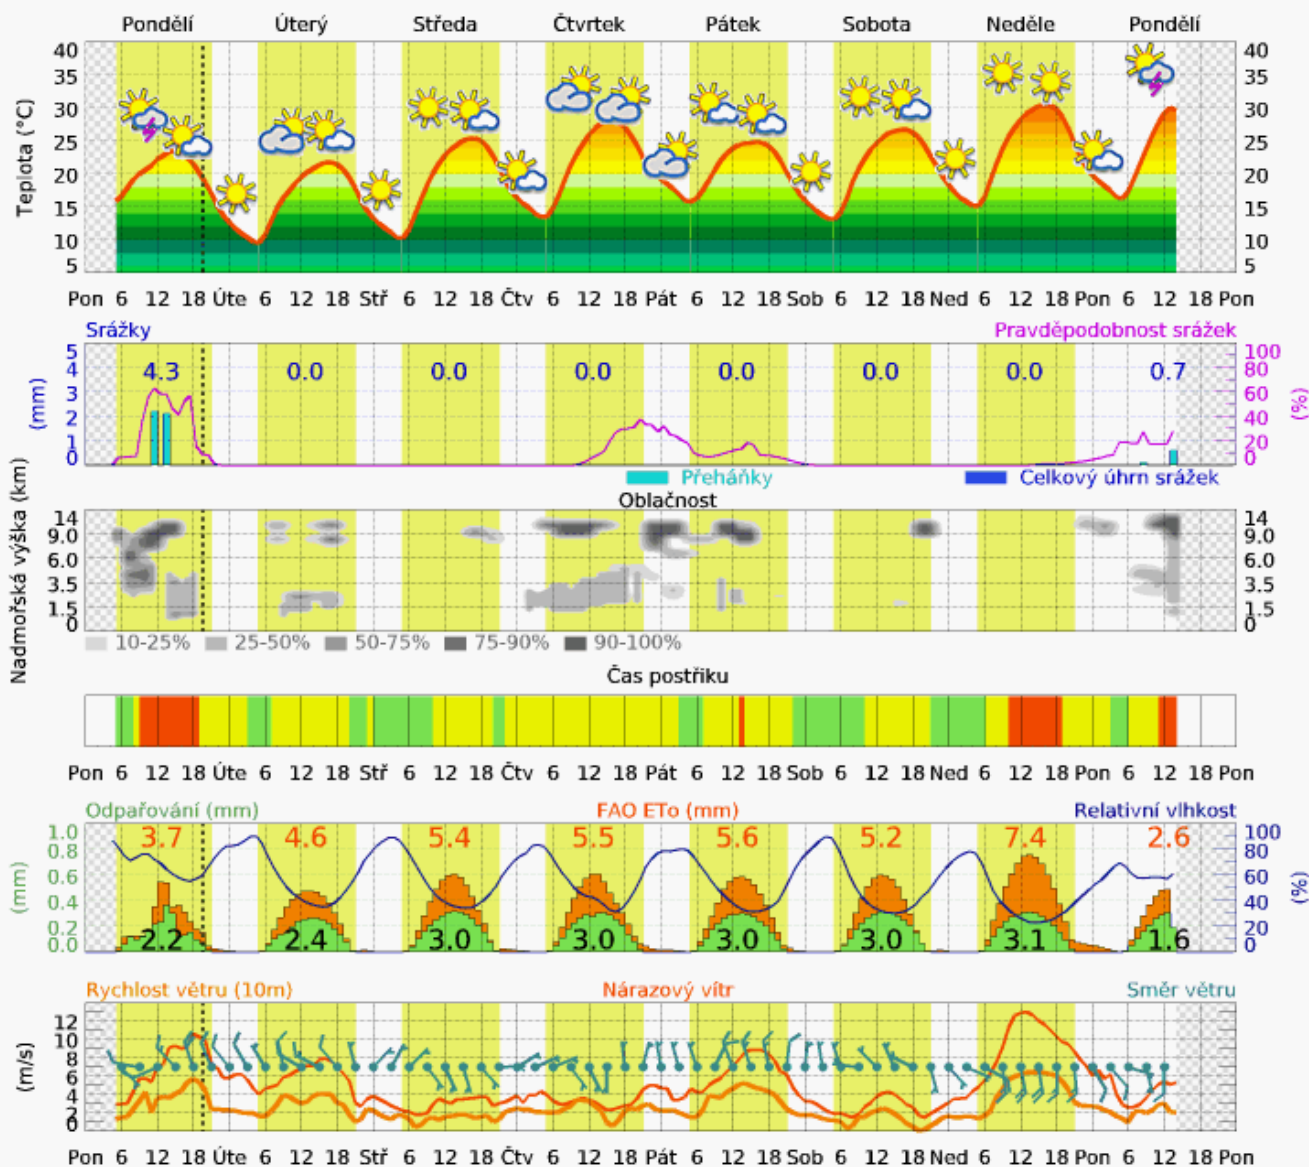 Pondělí Úterý Středa Čtvrtek Pátek Sobota Neděle Pondělí
Teplota (°C)
40 40
35 35
30 30
25 25
20 20
15 15
10 10
5 5
Pon 6 12 18 Úte 6 12 18 Stř 6 12 18 Čtv 6 12 18 Pát 6 12 18 Sob 6 12 18 Ned 6 12 18 Pon 6 12 18 Pon
Srážky Pravděpodobnost srážek
(mm)
5 100
4 4.3 0.0 0.0 0.0 0.0 0.0 0.0 0.7 80
3 60
2 40
1 20
0 0
(%)
Přeháňky Celkový úhrn srážek
Oblačnost
Nadmořská výška (km)
14 14
9.0 9.0
6.0 6.0
3.5 3.5
1.5 1.5
0 0
10-25% 25-50% 50-75% 75-90% 90-100%
Čas postřiku
Pon 6 12 18 Úte 6 12 18 Stř 6 12 18 Čtv 6 12 18 Pát 6 12 18 Sob 6 12 18 Ned 6 12 18 Pon 6 12 18 Pon
Odpařování (mm) FAO ETo (mm) Relativní vlhkost
(mm)
1.0 3.7 4.6 5.4 5.5 5.6 5.2 7.4 2.6 100
0.8 80
0.6 60
0.4 40
0.2 20
0.0 2.2 2.4 3.0 3.0 3.0 3.0 3.1 1.6 0
(%)
Rychlost větru (10m) Nárazový vítr Směr větru
(m/s)
12
10
8
6
4
2
0
Pon 6 12 18 Úte 6 12 18 Stř 6 12 18 Čtv 6 12 18 Pát 6 12 18 Sob 6 12 18 Ned 6 12 18 Pon 6 12 18 Pon